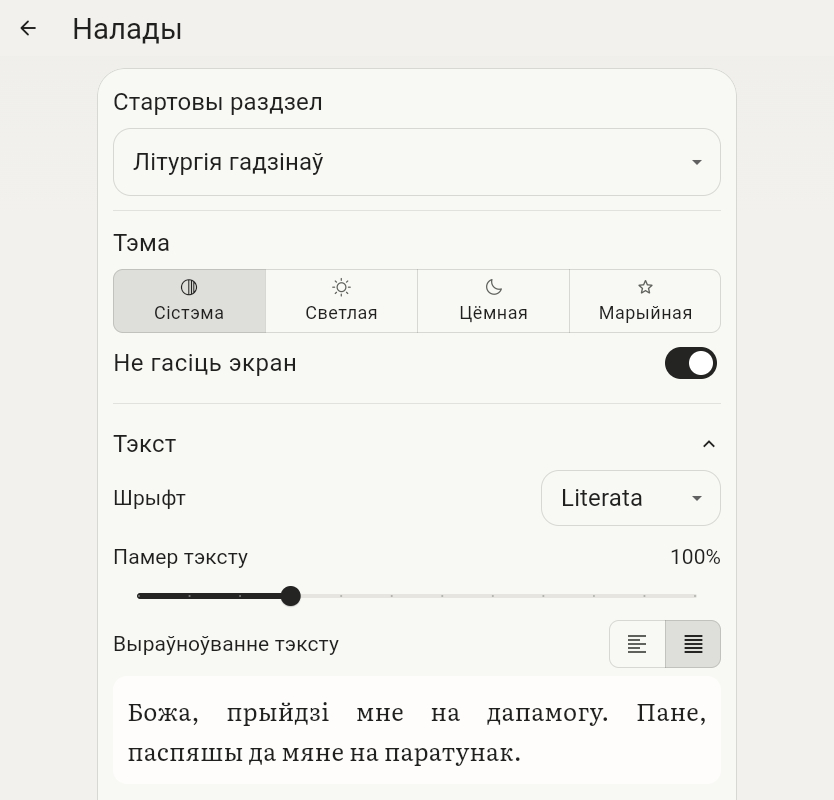 Налады
Стартовы раздзел
Літургія гадзінаў
Тэма
Сістэма
Светлая
Цёмная
Марыйная
Не гасіць экран
Тэкст
Шрыфт
Literata
Памер тэксту
100%
Выраўноўванне тэксту
Божа, прыйдзі мне на дапамогу. Пане,
паспяшы да мяне на паратунак.